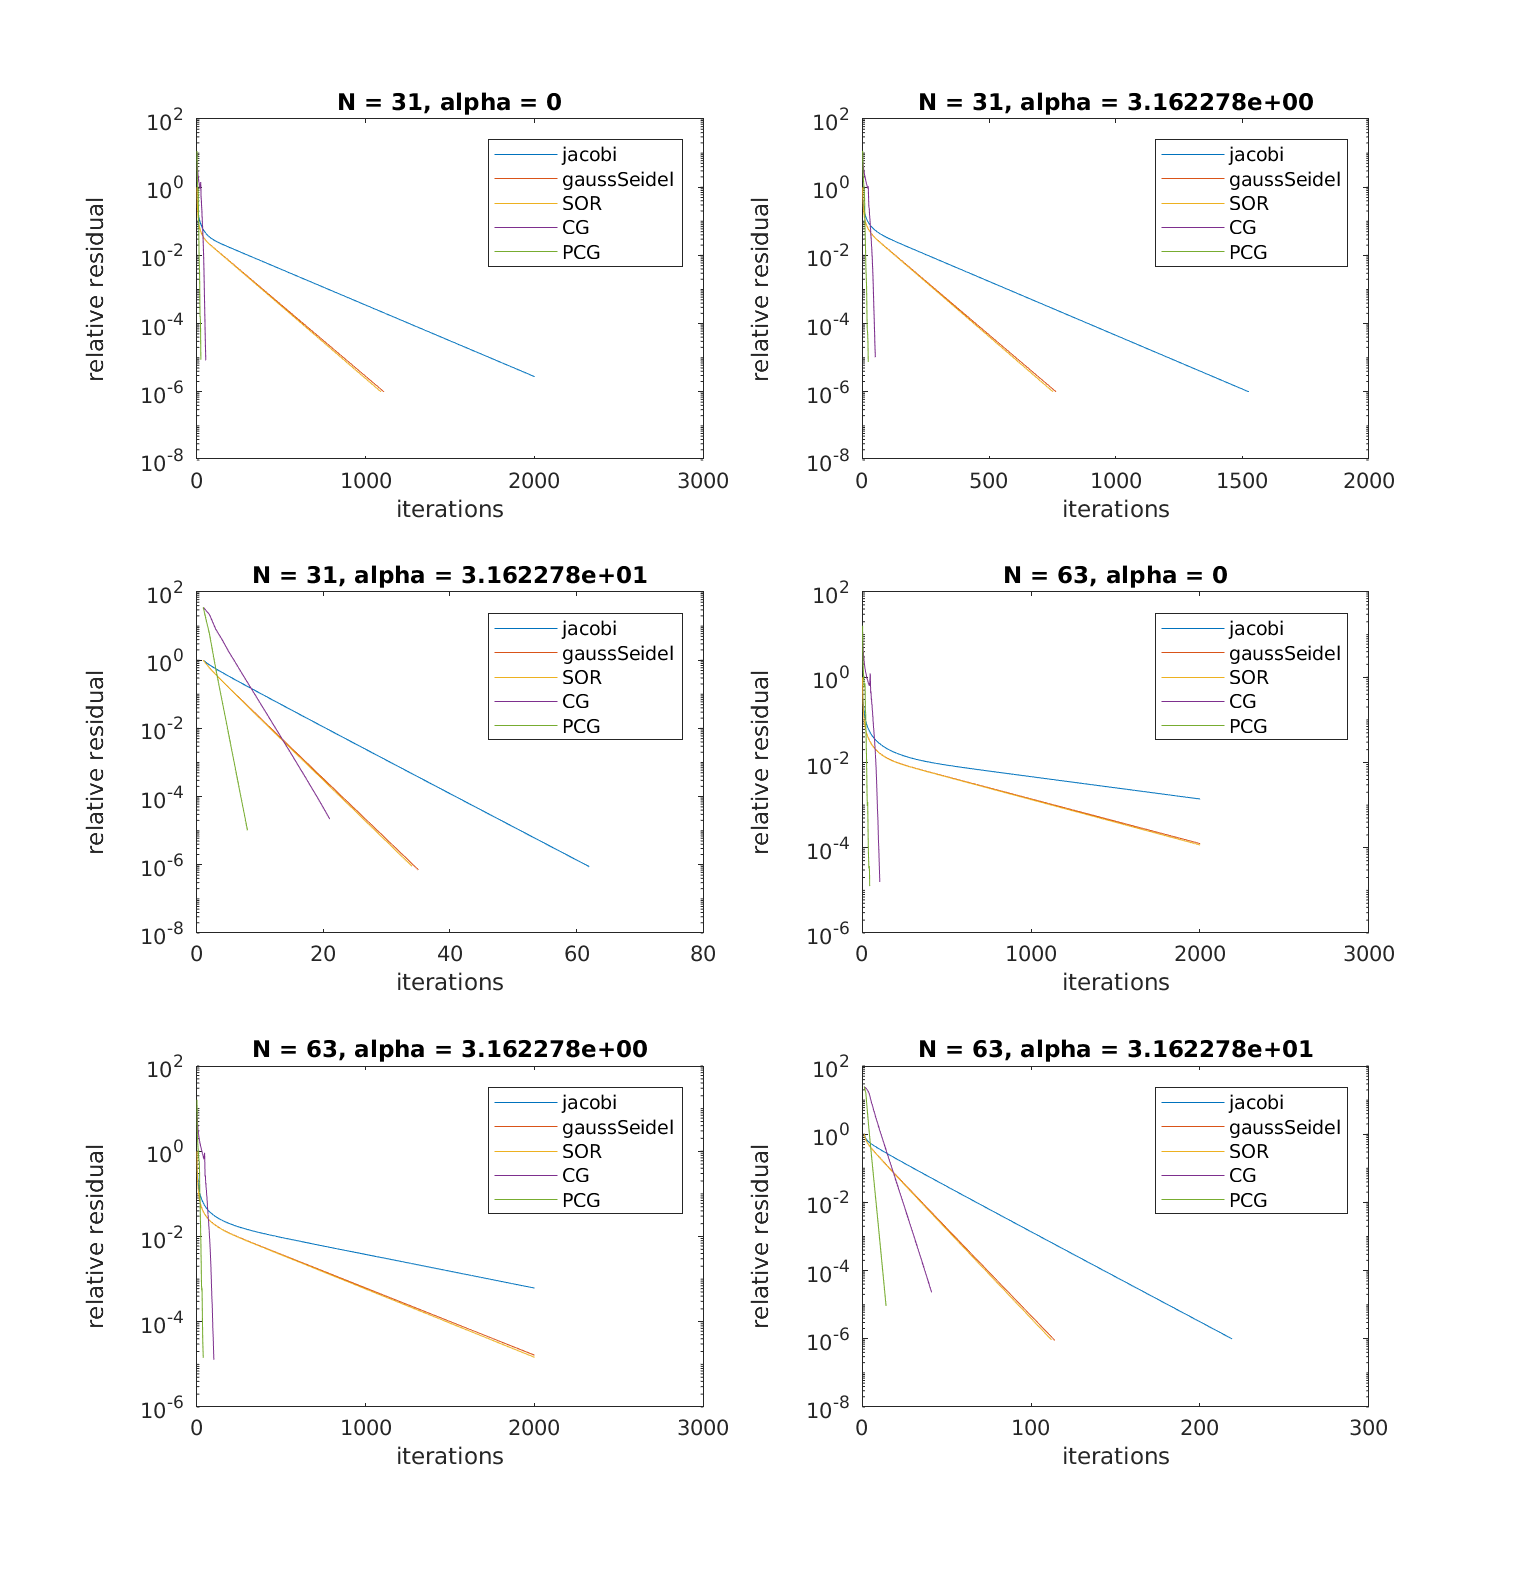 N = 31, alpha = 0
10^2
10^0
10^-2
10^-4
10^-6
10^-8
relative residual
0 1000 2000 3000
iterations
jacobi
gaussSeidel
SOR
CG
PCG
N = 31, alpha = 3.162278e+00
10^2
10^0
10^-2
10^-4
10^-6
10^-8
relative residual
0 500 1000 1500 2000
iterations
jacobi
gaussSeidel
SOR
CG
PCG
N = 31, alpha = 3.162278e+01
10^2
10^0
10^-2
10^-4
10^-6
10^-8
relative residual
0 20 40 60 80
iterations
jacobi
gaussSeidel
SOR
CG
PCG
N = 63, alpha = 0
10^2
10^0
10^-2
10^-4
10^-6
relative residual
0 1000 2000 3000
iterations
jacobi
gaussSeidel
SOR
CG
PCG
N = 63, alpha = 3.162278e+00
10^2
10^0
10^-2
10^-4
10^-6
relative residual
0 1000 2000 3000
iterations
jacobi
gaussSeidel
SOR
CG
PCG
N = 63, alpha = 3.162278e+01
10^2
10^0
10^-2
10^-4
10^-6
10^-8
relative residual
0 100 200 300
iterations
jacobi
gaussSeidel
SOR
CG
PCG